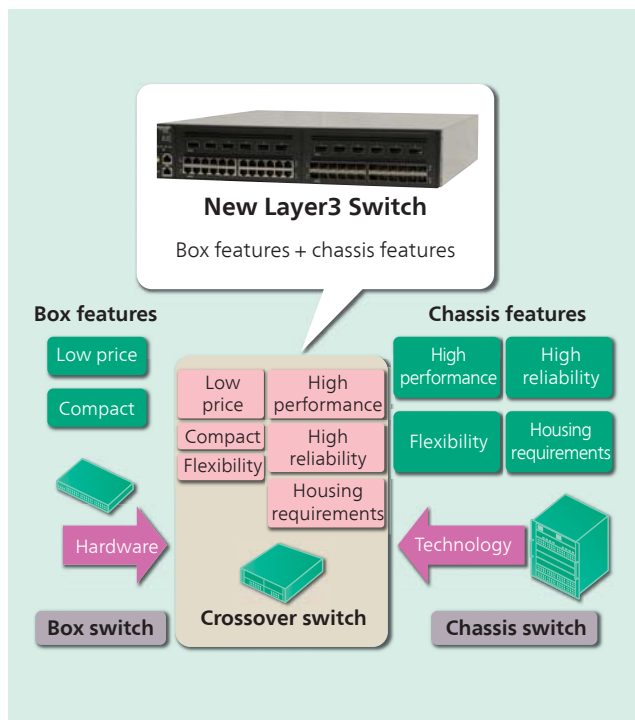 New Layer3 Switch
Box features + chassis features
Box features
Low price
Compact
Chassis features
High
performance
High
reliability
Flexibility
Housing
requirements
Low
price
High
performance
Compact
Flexibility
High
reliability
Housing
requirements
Hardware
Technology
Box switch
Crossover switch
Chassis switch